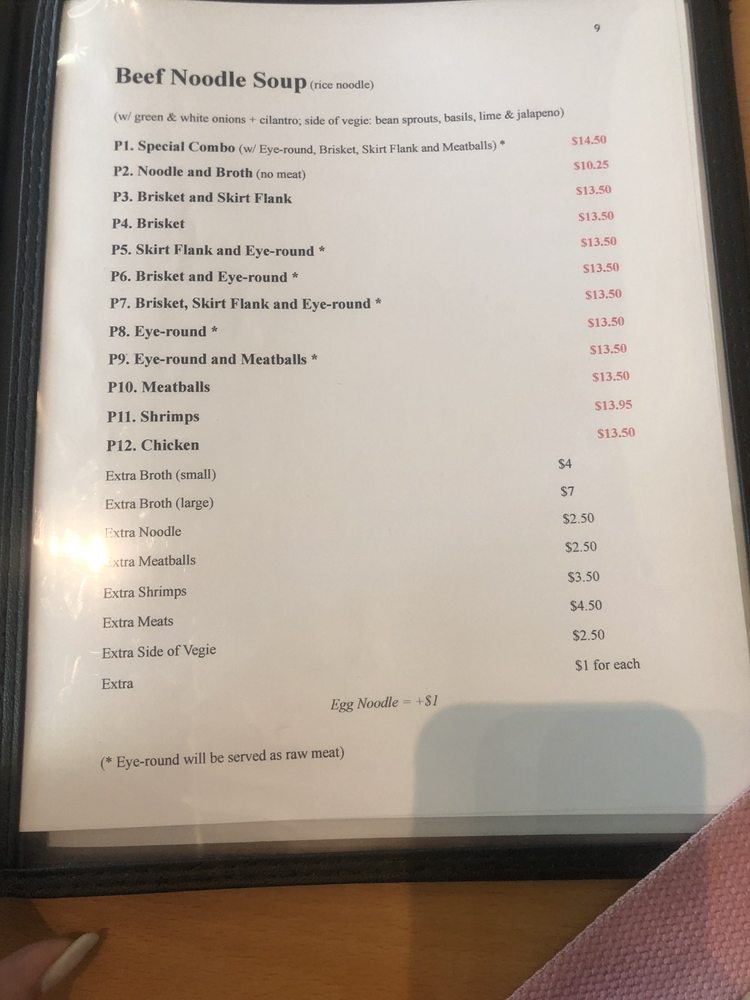 9
Beef Noodle Soup (rice noodle)
(w/ green & white onions + cilantro; side of vegie: bean sprouts, basils, lime & jalapeno)
P1. Special Combo (w/ Eye-round, Brisket, Skirt Flank and Meatballs) * $14.50
P2. Noodle and Broth (no meat) $10.25
P3. Brisket and Skirt Flank $13.50
P4. Brisket $13.50
P5. Skirt Flank and Eye-round * $13.50
P6. Brisket and Eye-round * $13.50
P7. Brisket, Skirt Flank and Eye-round * $13.50
P8. Eye-round * $13.50
P9. Eye-round and Meatballs * $13.50
P10. Meatballs $13.50
P11. Shrimps $13.95
P12. Chicken $13.50
Extra Broth (small) $4
Extra Broth (large) $7
Extra Noodle $2.50
Extra Meatballs $2.50
Extra Shrimps $3.50
Extra Meats $4.50
Extra Side of Vegie $2.50
Extra $1 for each
Egg Noodle = +$1
(* Eye-round will be served as raw meat)